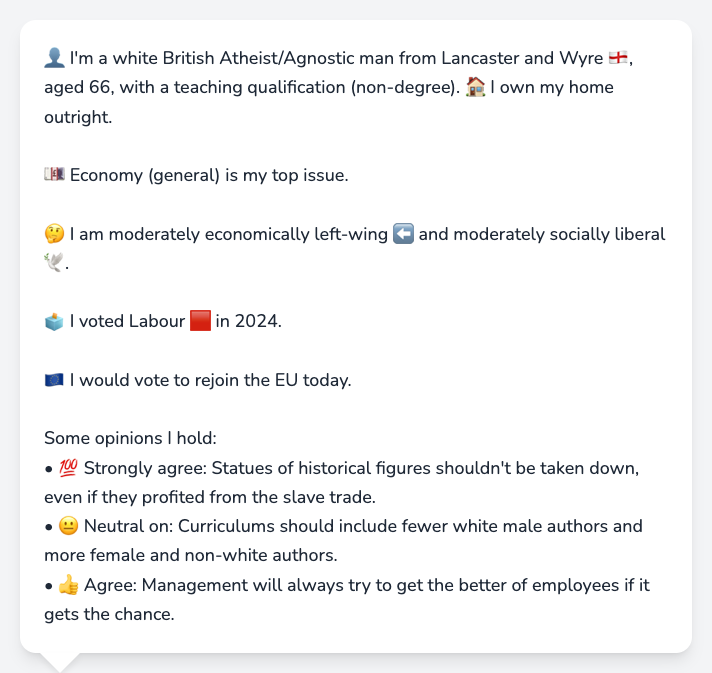 👤 I'm a white British Atheist/Agnostic man from Lancaster and Wyre 🏴󠁧󠁢󠁥󠁮󠁧󠁿,
aged 66, with a teaching qualification (non-degree). 🏠 I own my home
outright.
💷 Economy (general) is my top issue.
🤔 I am moderately economically left-wing ⬅️ and moderately socially liberal
🕊️.
🗳️ I voted Labour 🟥 in 2024.
🇪🇺 I would vote to rejoin the EU today.
Some opinions I hold:
• 💯 Strongly agree: Statues of historical figures shouldn't be taken down,
even if they profited from the slave trade.
• 😐 Neutral on: Curriculums should include fewer white male authors and
more female and non-white authors.
• 👍 Agree: Management will always try to get the better of employees if it
gets the chance.